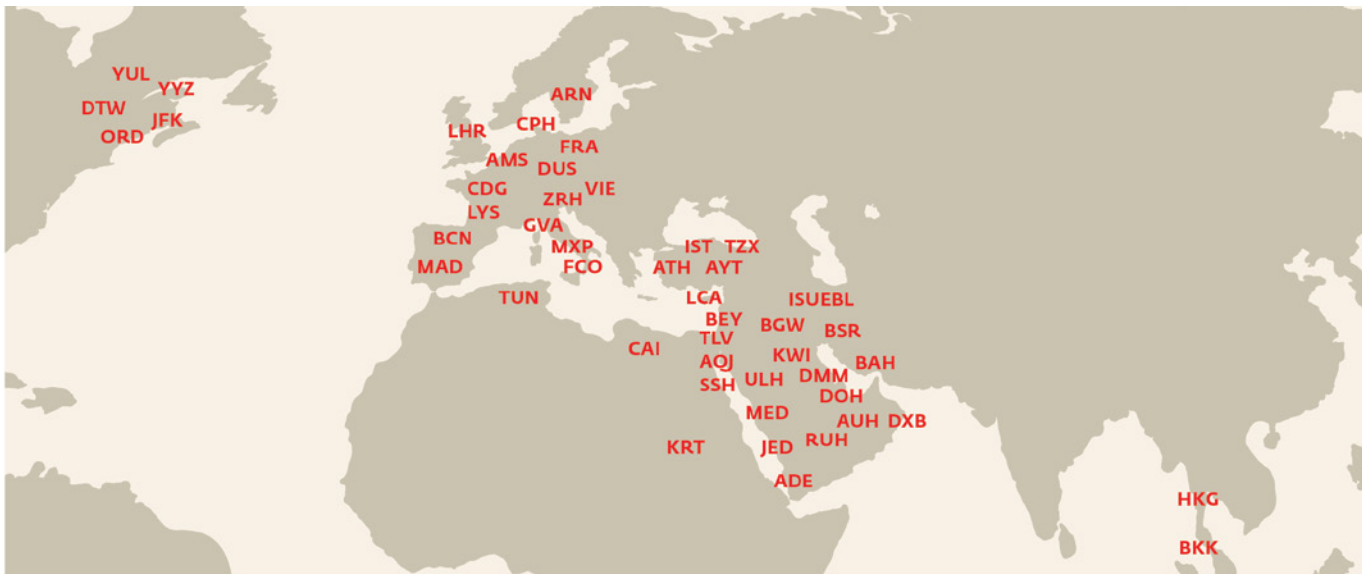 YUL
YYZ
DTW
JFK
ORD
ARN
CPH
LHR
FRA
AMS
DUS
CDG
VIE
ZRH
LYS
GVA
BCN
MXP
MAD
FCO
IST
TZX
ATH
AYT
TUN
LCA
ISUEBL
BEY
BGW
BSR
TLV
CAI
KWI
AQJ
BAH
DMM
SSH
ULH
DOH
MED
AUH
DXB
RUH
KRT
JED
ADE
HKG
BKK